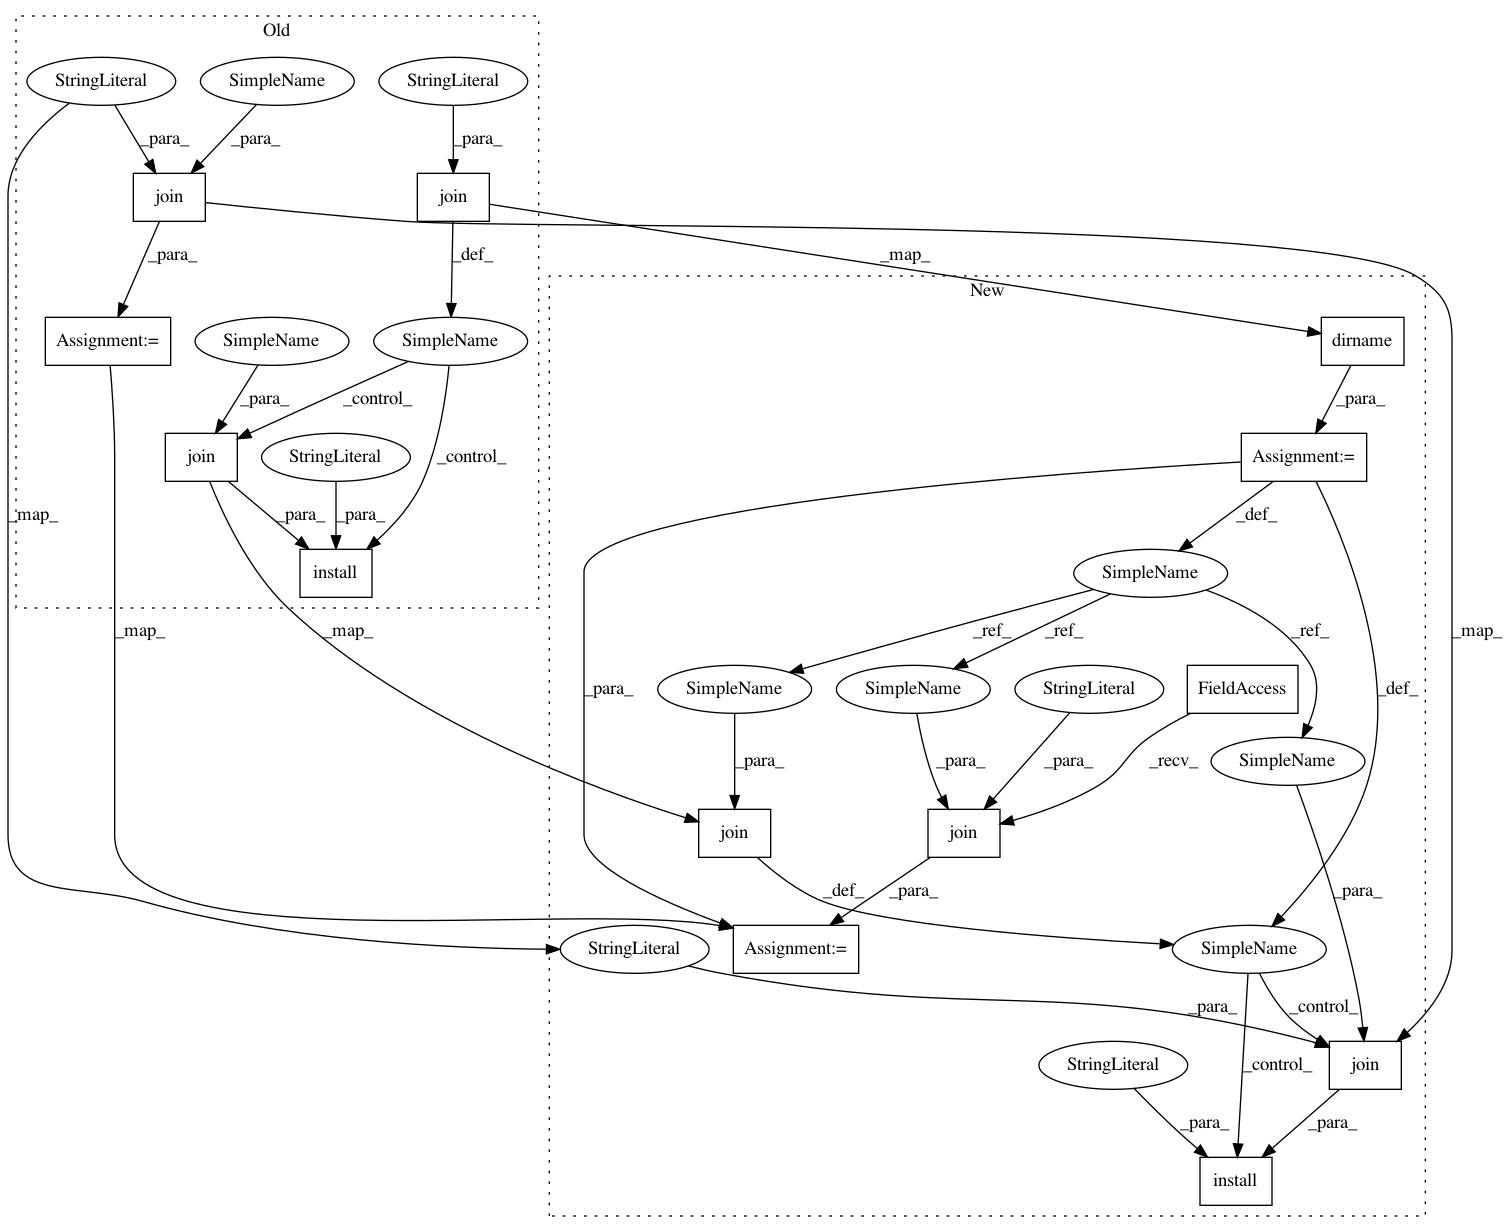 Old
StringLiteral SimpleName StringLiteral
_para_ _para_ _para_
join join
_para_ _def_ _map_
New
Assignment:= SimpleName SimpleName dirname
_para_ _control_ _para_
join StringLiteral _control_ Assignment:=
_map_ _para_ _para_ _def_
install SimpleName
_map_ _map_ _ref_ _ref_ _ref_ _map_
_para_ SimpleName SimpleName StringLiteral FieldAccess _def_
_para_ _para_ _para_ _recv_ SimpleName
join join
_def_ _para_ _para_
StringLiteral Assignment:= SimpleName
_para_ _control_
StringLiteral _control_ join
_para_ _para_
install